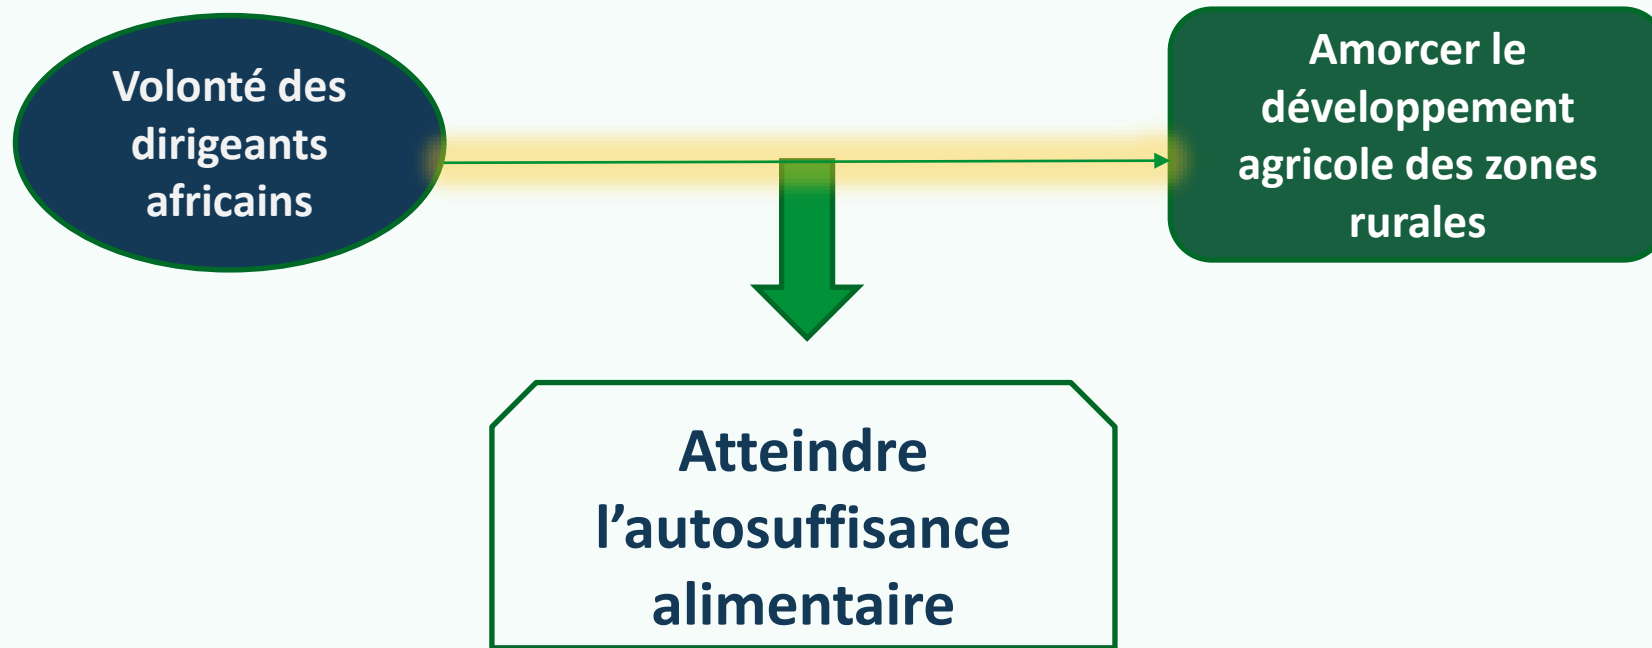 Volonté des
dirigeants
africains
Amorcer le
développement
agricole des zones
rurales
Atteindre
l’autosuffisance
alimentaire